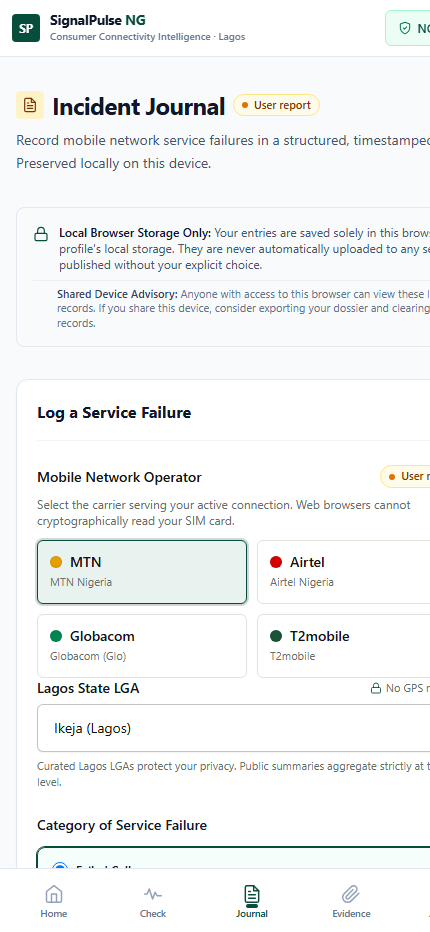 SP
SignalPulse NG
Consumer Connectivity Intelligence · Lagos
Incident Journal
User report
Record mobile network service failures in a structured, timestamped
Preserved locally on this device.
Local Browser Storage Only: Your entries are saved solely in this
profile's local storage. They are never automatically uploaded to any
published without your explicit choice.
Shared Device Advisory: Anyone with access to this browser can view these
records. If you share this device, consider exporting your dossier and clearing
records.
Log a Service Failure
Mobile Network Operator
User
Select the carrier serving your active connection. Web browsers cannot
cryptographically read your SIM card.
MTN
MTN Nigeria
Airtel
Airtel Nigeria
Globacom
Globacom (Glo)
T2mobile
T2mobile
Lagos State LGA
No GPS
Ikeja (Lagos)
Curated Lagos LGAs protect your privacy. Public summaries aggregate strictly at
level.
Category of Service Failure
Home
Check
Journal
Evidence